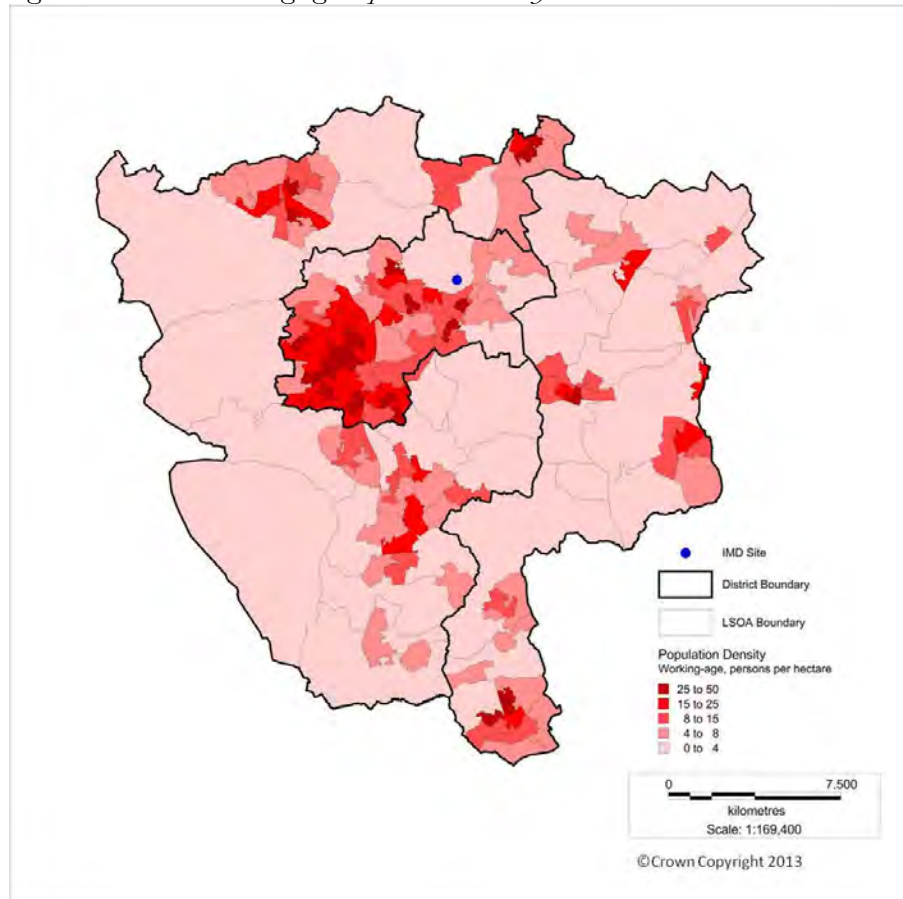 IMD Site
District Boundary
LSOA Boundary
Population Density
Working-age, persons per hectare
25 to 50
15 to 25
8 to 15
4 to 8
0 to 4
0 7.500
kilometres
Scale: 1:169,400
©Crown Copyright 2013